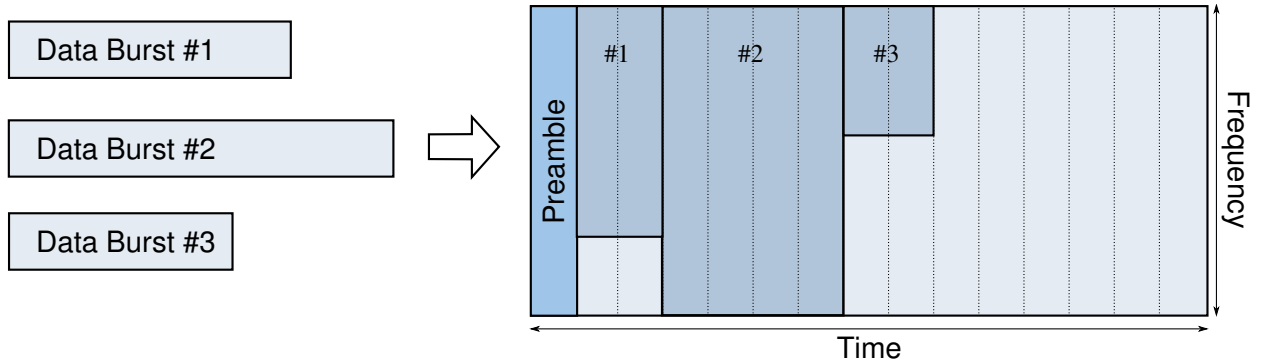 Data Burst #1
Data Burst #2
Data Burst #3
Preamble
#1
#2
#3
Frequency
Time